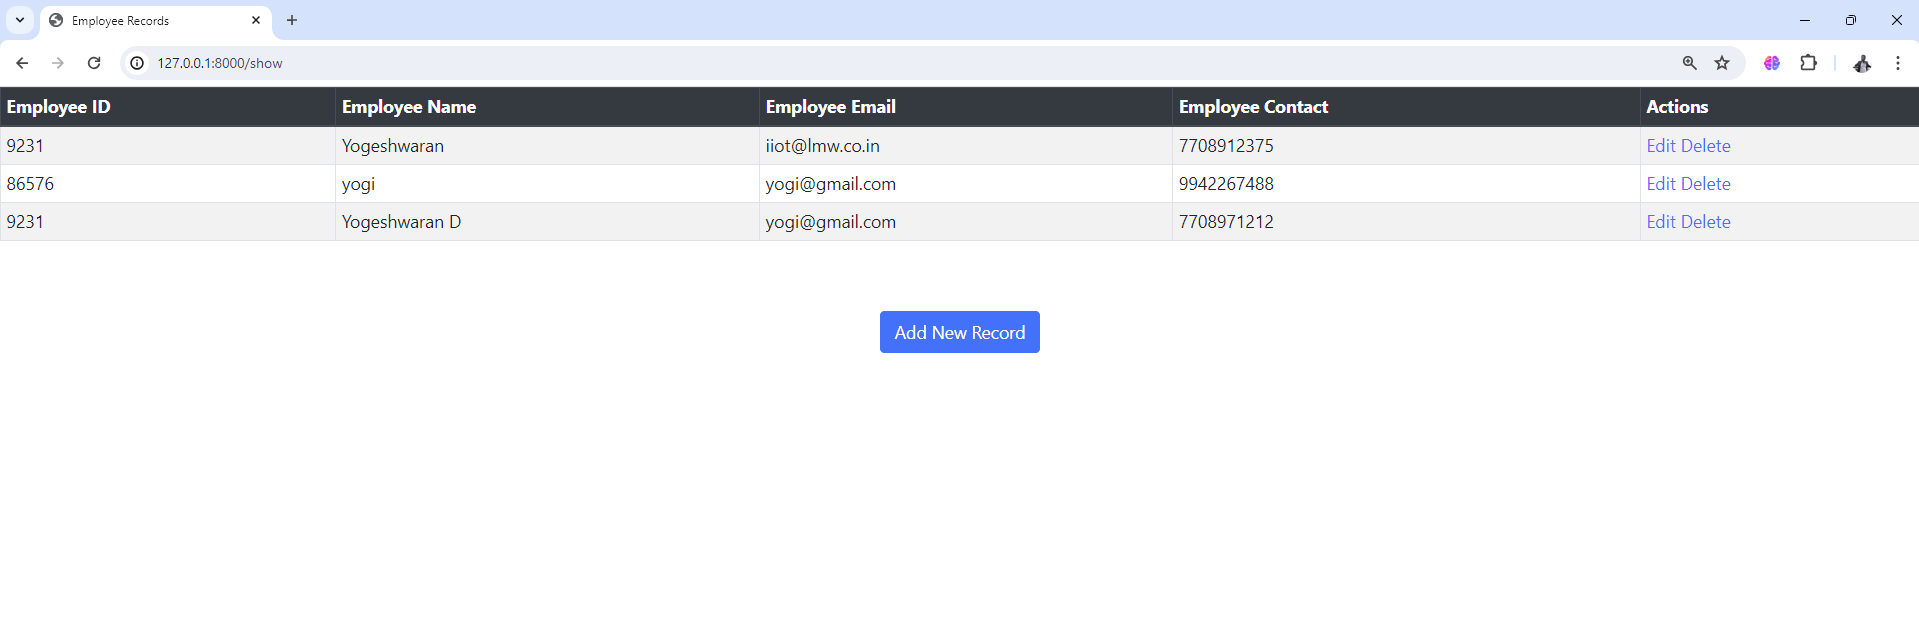 Employee Records
127.0.0.1:8000/show
Employee ID Employee Name Employee Email Employee Contact Actions
9231 Yogeshwaran iiot@lmw.co.in 7708912375 Edit Delete
86576 yogi yogi@gmail.com 9942267488 Edit Delete
9231 Yogeshwaran D yogi@gmail.com 7708971212 Edit Delete
Add New Record